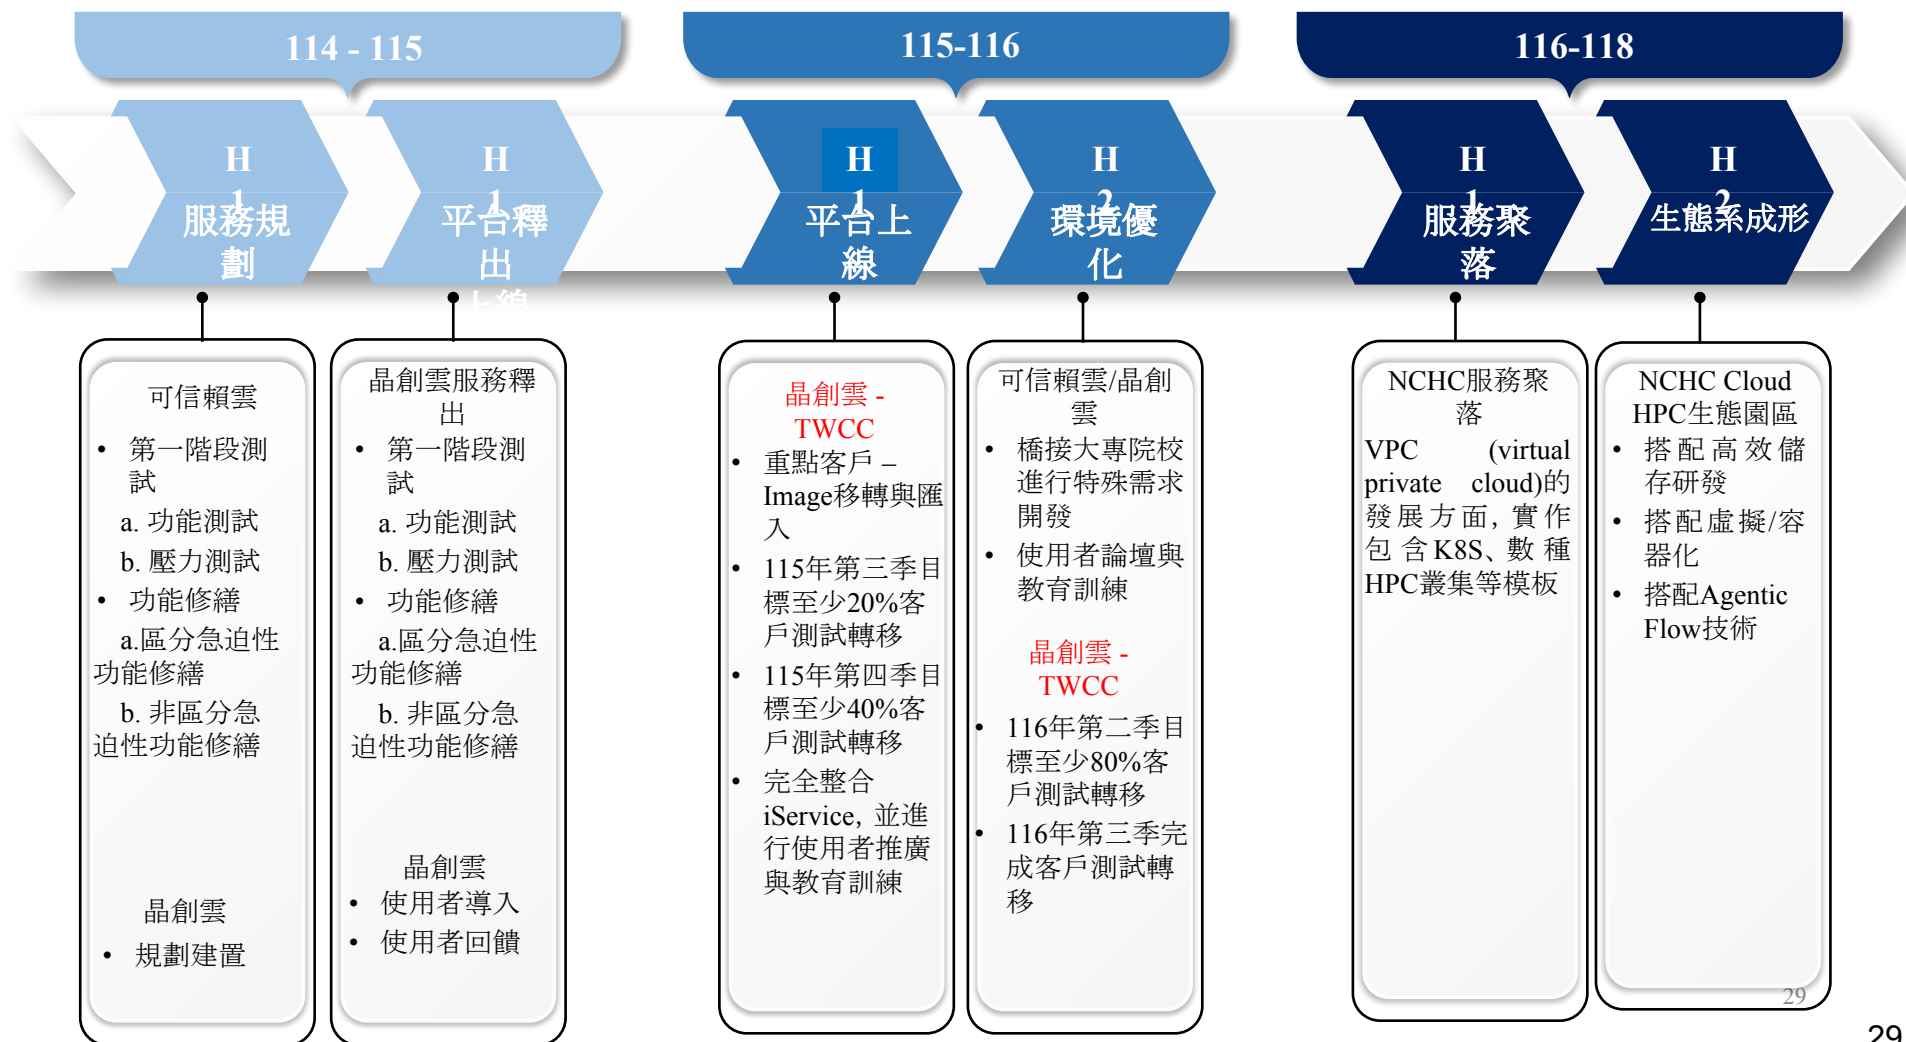 114 - 115
115-116
116-118
H
1
服務規
劃
H
1
平台釋
出
上線
H
1
平台上
線
H
2
環境優
化
H
1
服務聚
落
H
2
生態系成形
可信賴雲
• 第一階段測
試
a. 功能測試
b. 壓力測試
• 功能修繕
a.區分急迫性
功能修繕
b. 非區分急
迫性功能修繕
晶創雲
• 規劃建置
晶創雲服務釋
出
• 第一階段測
試
a. 功能測試
b. 壓力測試
• 功能修繕
a.區分急迫性
功能修繕
b. 非區分急
迫性功能修繕
晶創雲
• 使用者導入
• 使用者回饋
晶創雲 -
TWCC
• 重點客戶 –
Image移轉與匯
入
• 115年第三季目
標至少20%客
戶測試轉移
• 115年第四季目
標至少40%客
戶測試轉移
• 完全整合
iService, 並進
行使用者推廣
與教育訓練
可信賴雲/晶創
雲
• 橋接大專院校
進行特殊需求
開發
• 使用者論壇與
教育訓練
晶創雲 -
TWCC
• 116年第二季目
標至少80%客
戶測試轉移
• 116年第三季完
成客戶測試轉
移
NCHC服務聚
落
VPC (virtual
private cloud)的
發展方面, 實作
包含K8S、數種
HPC叢集等模板
NCHC Cloud
HPC生態園區
• 搭配高效儲
存研發
• 搭配虛擬/容
器化
• 搭配Agentic
Flow技術
29
29